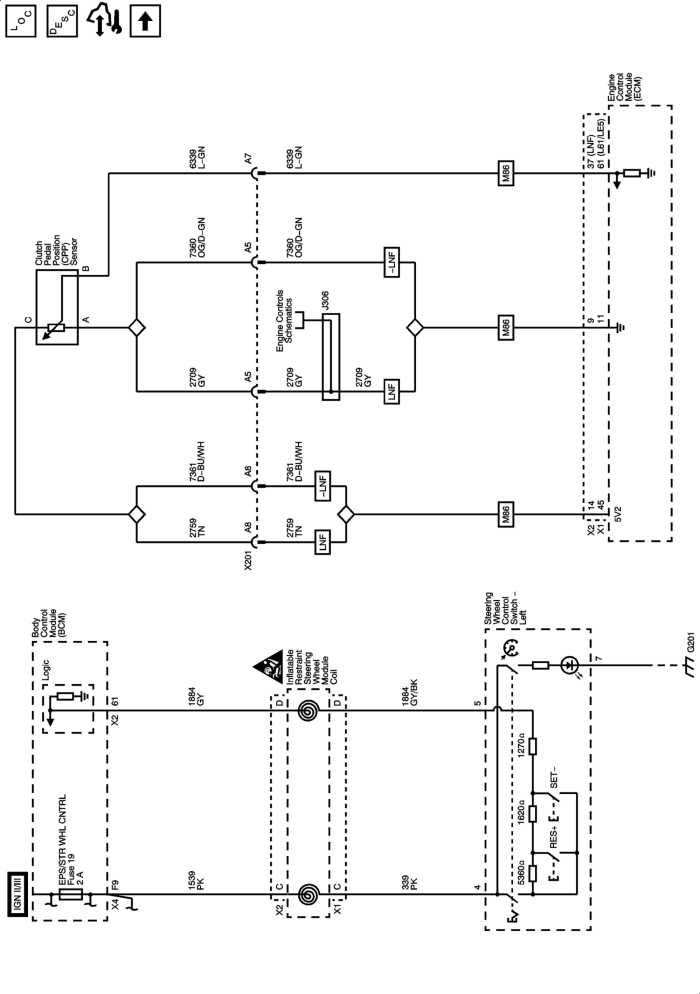 LOC
DESC
IGN II/III
EPS/STR WHL CNTRL
Fuse 19
2 A
X4
F9
Logic
Body
Control
Module
(BCM)
X2
61
1539
PK
1884
GY
X2
C
D
Inflatable
Restraint
Steering
Wheel
Module
Coil
X1
C
D
339
PK
1884
GY/BK
4
5
Steering
Wheel
Control
Switch –
Left
5360Ω
1620Ω
1270Ω
RES+
SET–
7
G201
Clutch
Pedal
Position
(CPP)
Sensor
C
A
B
2759
TN
7361
D–BU/WH
2709
GY
7360
OG/D–GN
6339
L–GN
X201
A8
A8
A5
A5
A7
2759
TN
7361
D–BU/WH
2709
GY
Engine Controls
Schematics
7360
OG/D–GN
6339
L–GN
J306
LNF
–LNF
2709
GY
LNF
–LNF
M86
M86
M86
X2
14
9
37 (LNF)
X1
45
11
61 (L61/LE5)
5V2
Engine
Control
Module
(ECM)